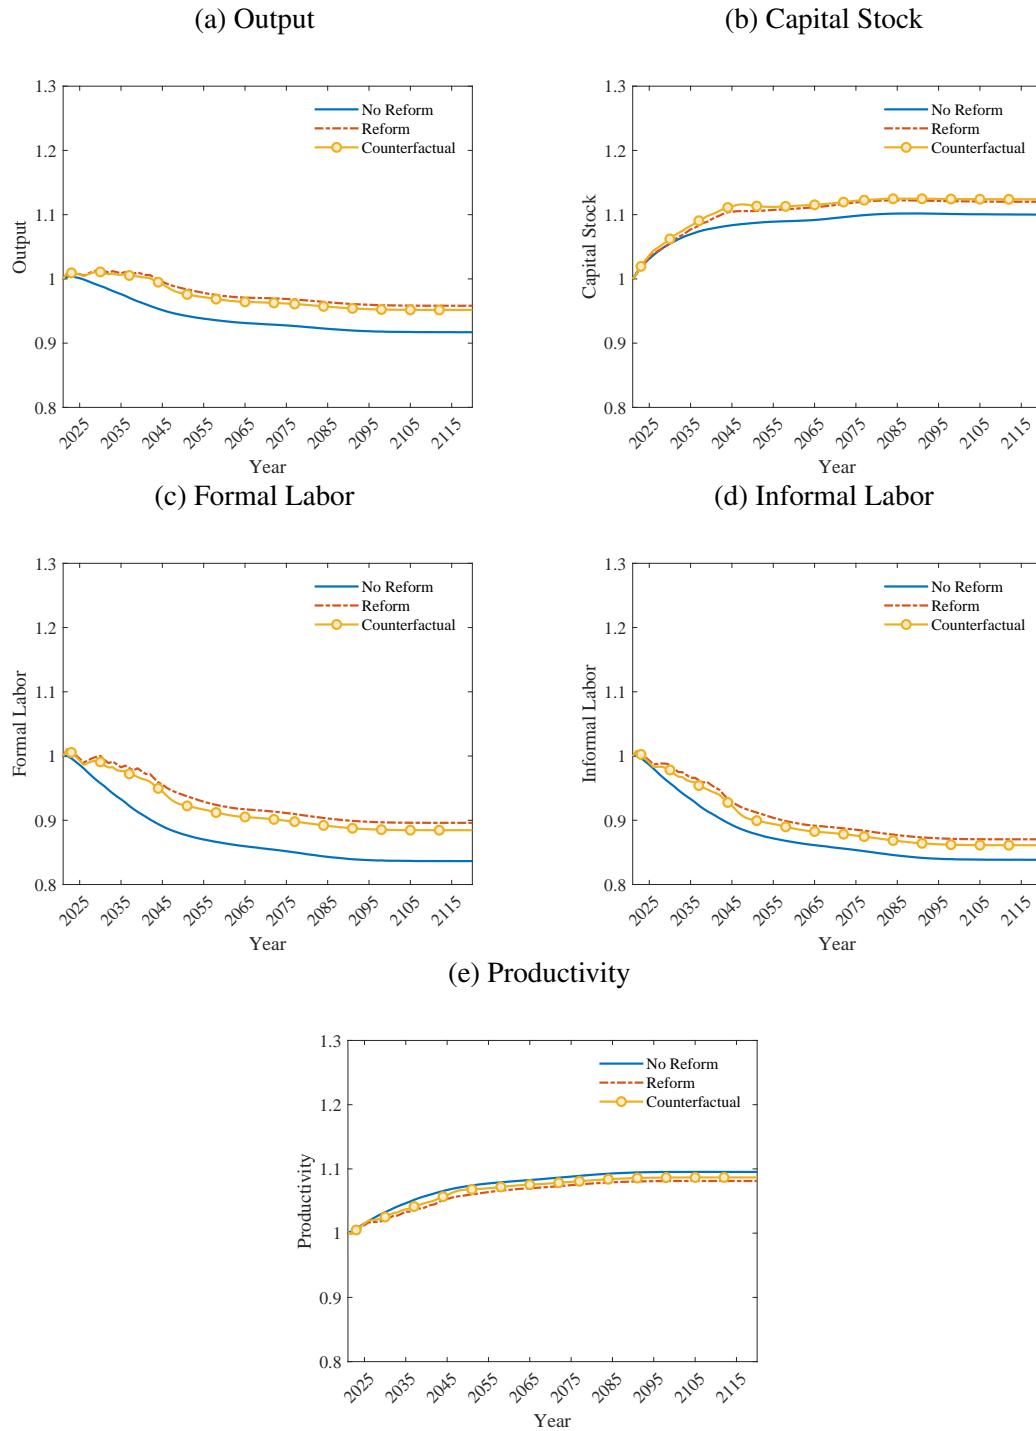 (a) Output
1.3
1.2
1.1
1
0.9
0.8
Output
No Reform
Reform
Counterfactual
2025 2035 2045 2055 2065 2075 2085 2095 2105 2115
Year
(b) Capital Stock
1.3
1.2
1.1
1
0.9
0.8
Capital Stock
No Reform
Reform
Counterfactual
2025 2035 2045 2055 2065 2075 2085 2095 2105 2115
Year
(c) Formal Labor
1.3
1.2
1.1
1
0.9
0.8
Formal Labor
No Reform
Reform
Counterfactual
2025 2035 2045 2055 2065 2075 2085 2095 2105 2115
Year
(d) Informal Labor
1.3
1.2
1.1
1
0.9
0.8
Informal Labor
No Reform
Reform
Counterfactual
2025 2035 2045 2055 2065 2075 2085 2095 2105 2115
Year
(e) Productivity
1.3
1.2
1.1
1
0.9
0.8
Productivity
No Reform
Reform
Counterfactual
2025 2035 2045 2055 2065 2075 2085 2095 2105 2115
Year